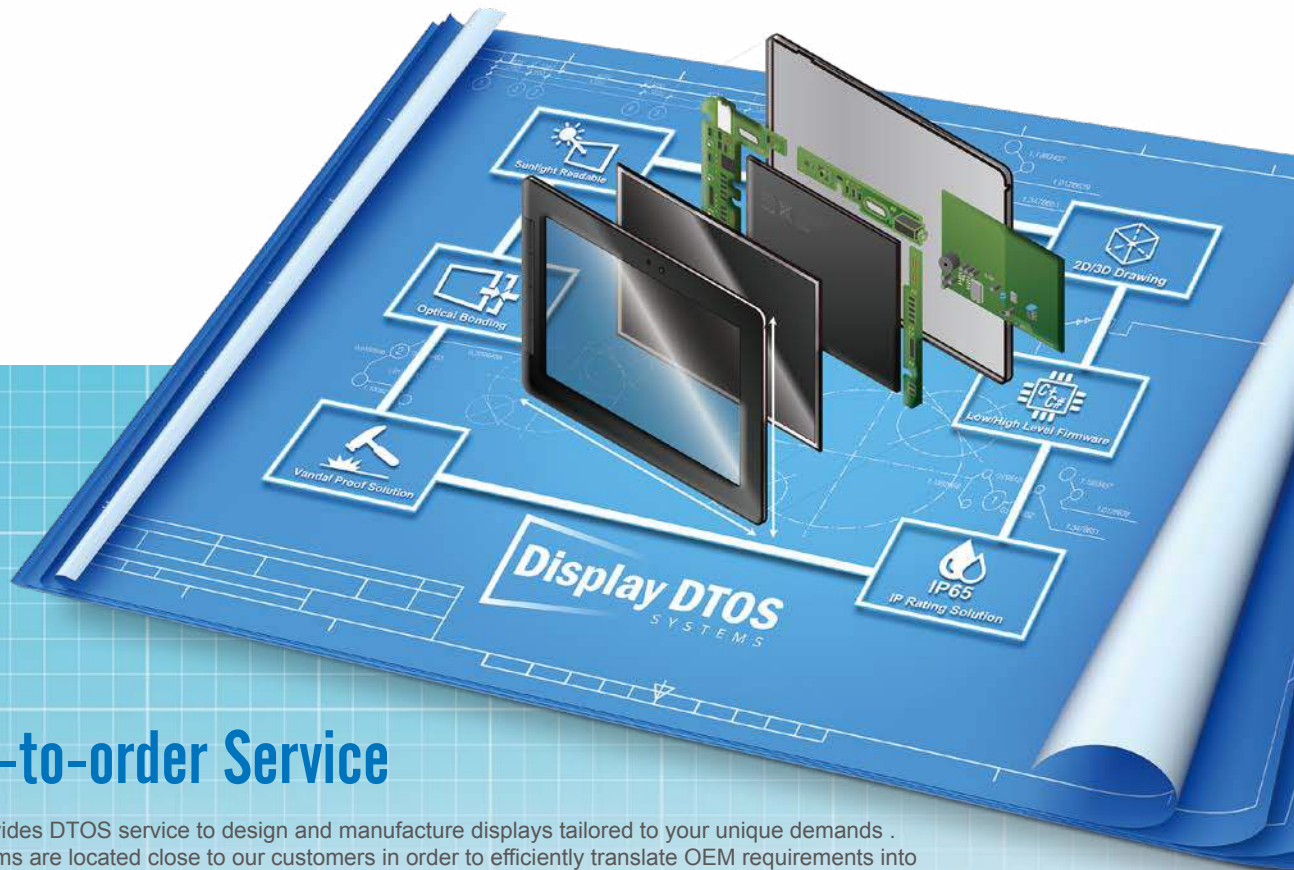 Sunlight Readable
2D/3D Drawing
Optical Bonding
C+
C#
Low/High Level Firmware
Vandal Proof Solution
IP65
IP Rating Solution
Display DTOS
SYSTEMS
-to-order Service
vides DTOS service to design and manufacture displays tailored to your unique demands .
ms are located close to our customers in order to efficiently translate OEM requirements into